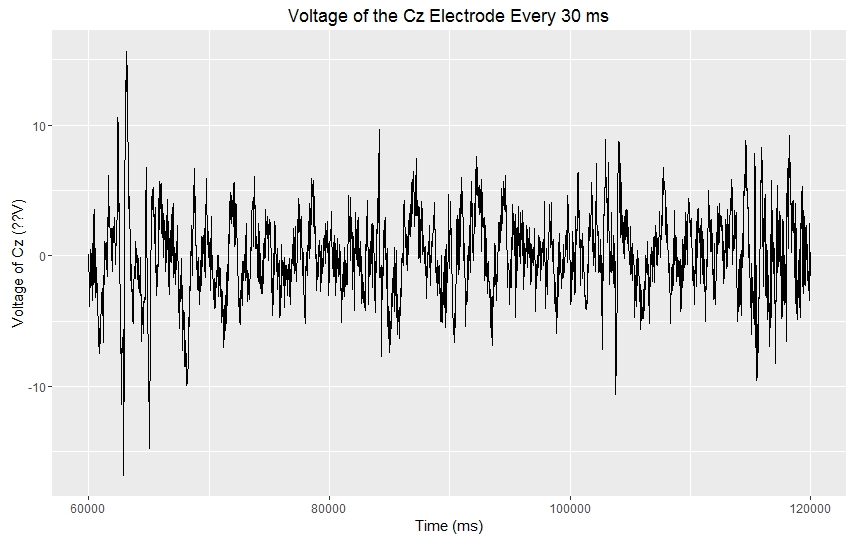 Voltage of the Cz Electrode Every 30 ms
Voltage of Cz (??V)
10
0
-10
60000
80000
100000
120000
Time (ms)